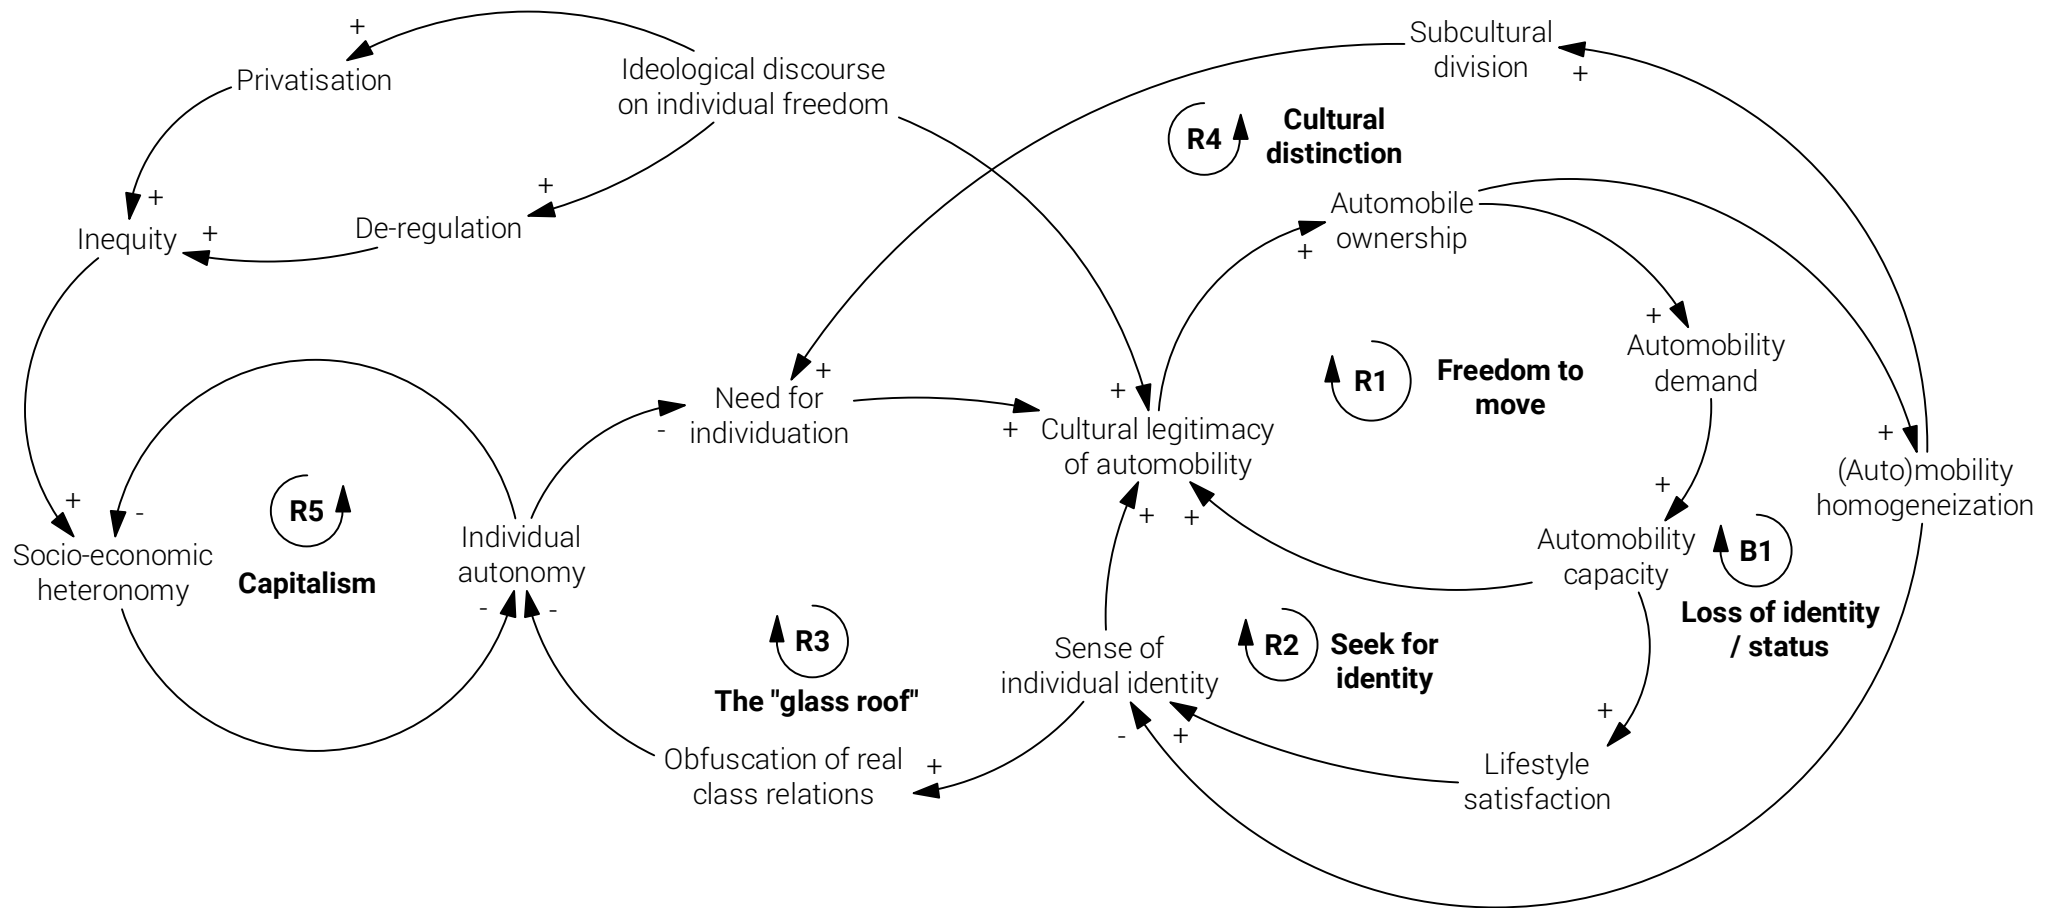 +
Privatisation
Ideological discourse
on individual freedom
Subcultural
division
+
R4
Cultural
distinction
+
Inequity
+
De-regulation
+
Automobile
ownership
+
+
Automobility
demand
R1
Freedom to
move
+
Need for
individuation
-
+
+
Cultural legitimacy
of automobility
+
(Auto)mobility
homogeneization
+
+
-
R5
Capitalism
Socio-economic
heteronomy
Individual
autonomy
-
-
+
+
Automobility
capacity
B1
Loss of identity
/ status
R3
The "glass roof"
Sense of
individual identity
R2
Seek for
identity
+
-
+
Obfuscation of real
class relations
+
Lifestyle
satisfaction